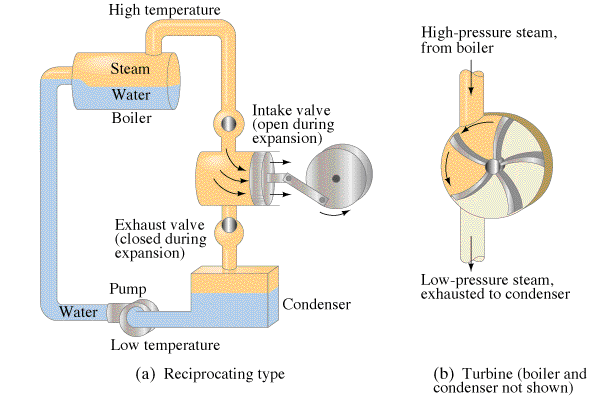 High temperature
Steam
Water
Boiler
Intake valve
(open during
expansion)
Exhaust valve
(closed during
expansion)
Pump
Water
Condenser
Low temperature
(a) Reciprocating type
High-pressure steam,
from boiler
Low-pressure steam,
exhausted to condenser
(b) Turbine (boiler and
condenser not shown)